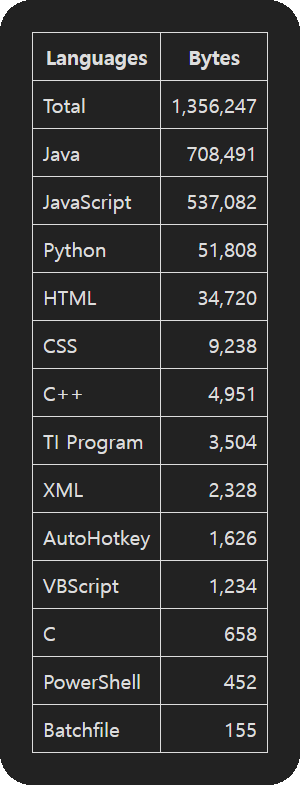 Languages Bytes
Total 1,356,247
Java 708,491
JavaScript 537,082
Python 51,808
HTML 34,720
CSS 9,238
C++ 4,951
TI Program 3,504
XML 2,328
AutoHotkey 1,626
VBScript 1,234
C 658
PowerShell 452
Batchfile 155